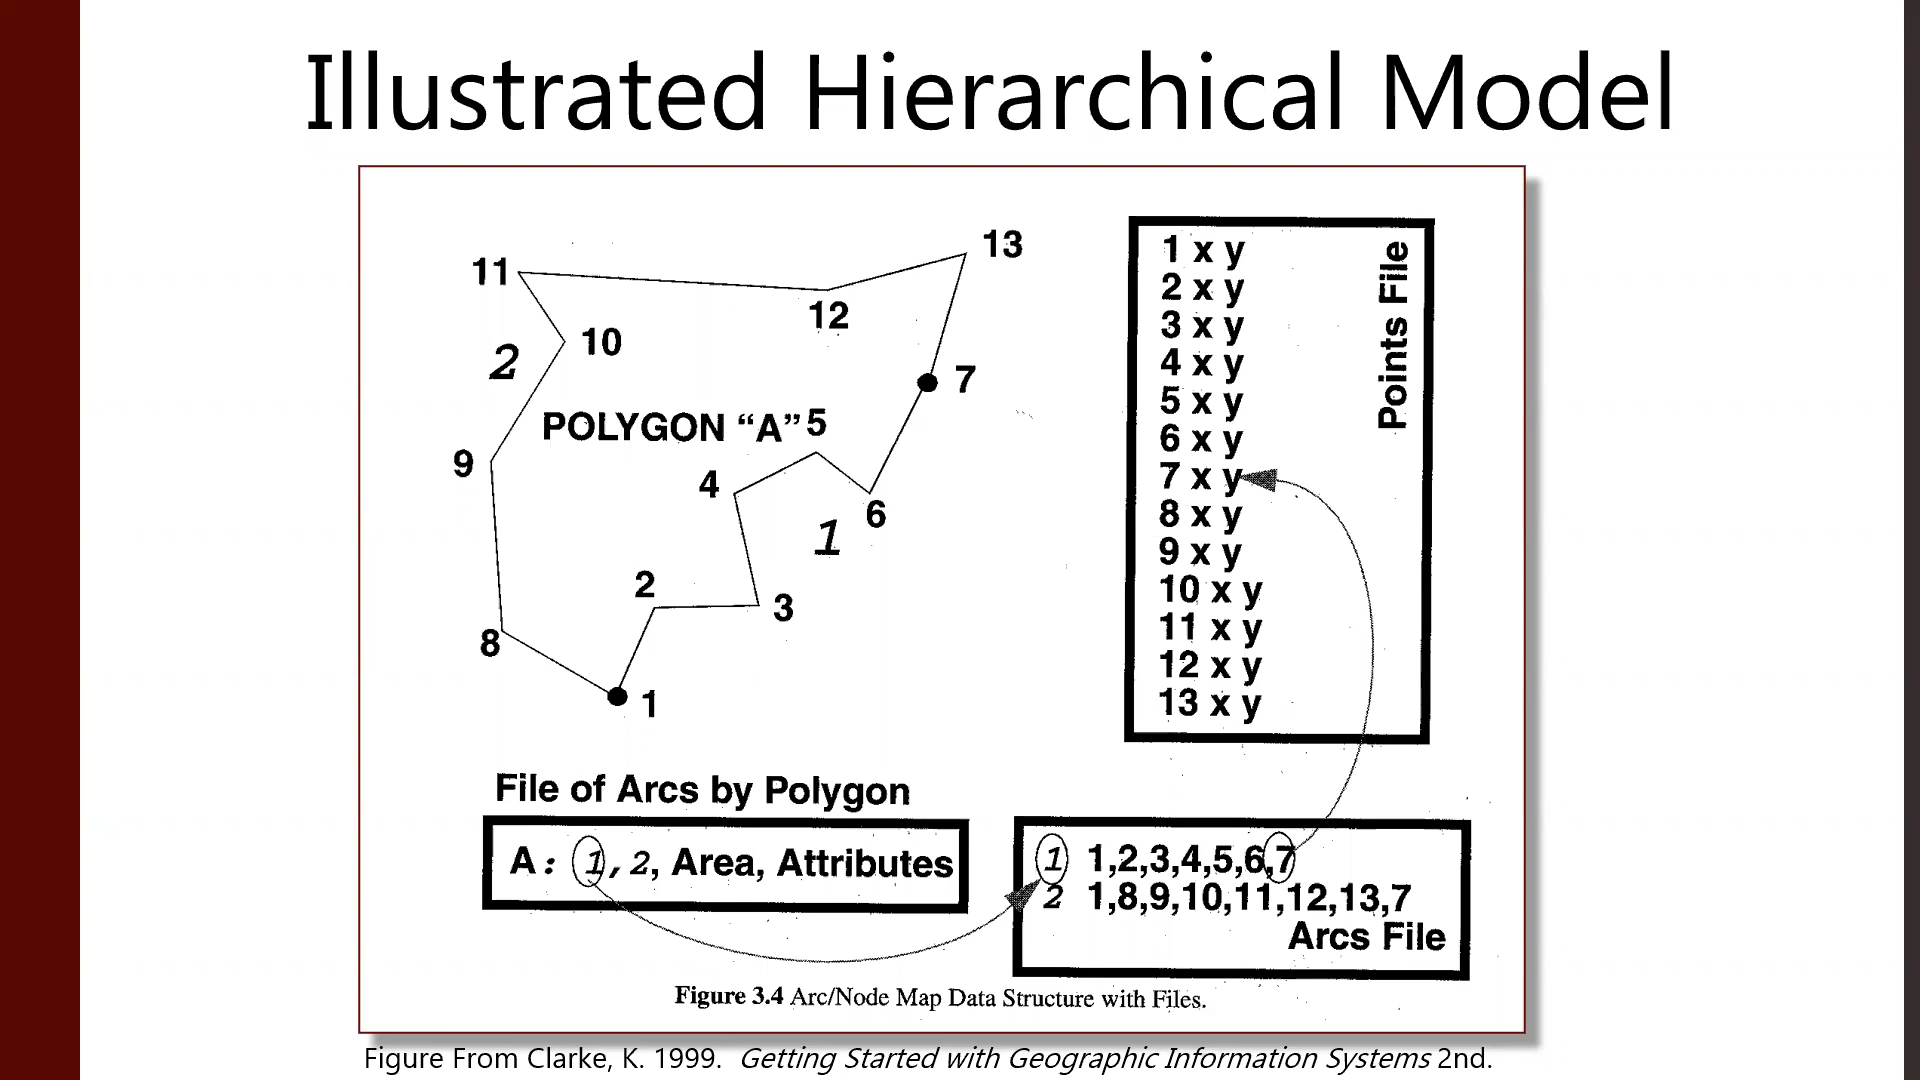 Illustrated Hierarchical Model
13
11
12
10
2
7
POLYGON “A” 5
9
4
6
1
2
3
8
1
1 x y
2 x y
3 x y
4 x y
5 x y
6 x y
7 x y
8 x y
9 x y
10 x y
11 x y
12 x y
13 x y
Points File
File of Arcs by Polygon
A: 1, 2, Area, Attributes
1 1,2,3,4,5,6,7
2 1,8,9,10,11,12,13,7
Arcs File
Figure 3.4 Arc/Node Map Data Structure with Files.
Figure From Clarke, K. 1999. Getting Started with Geographic Information Systems 2nd.